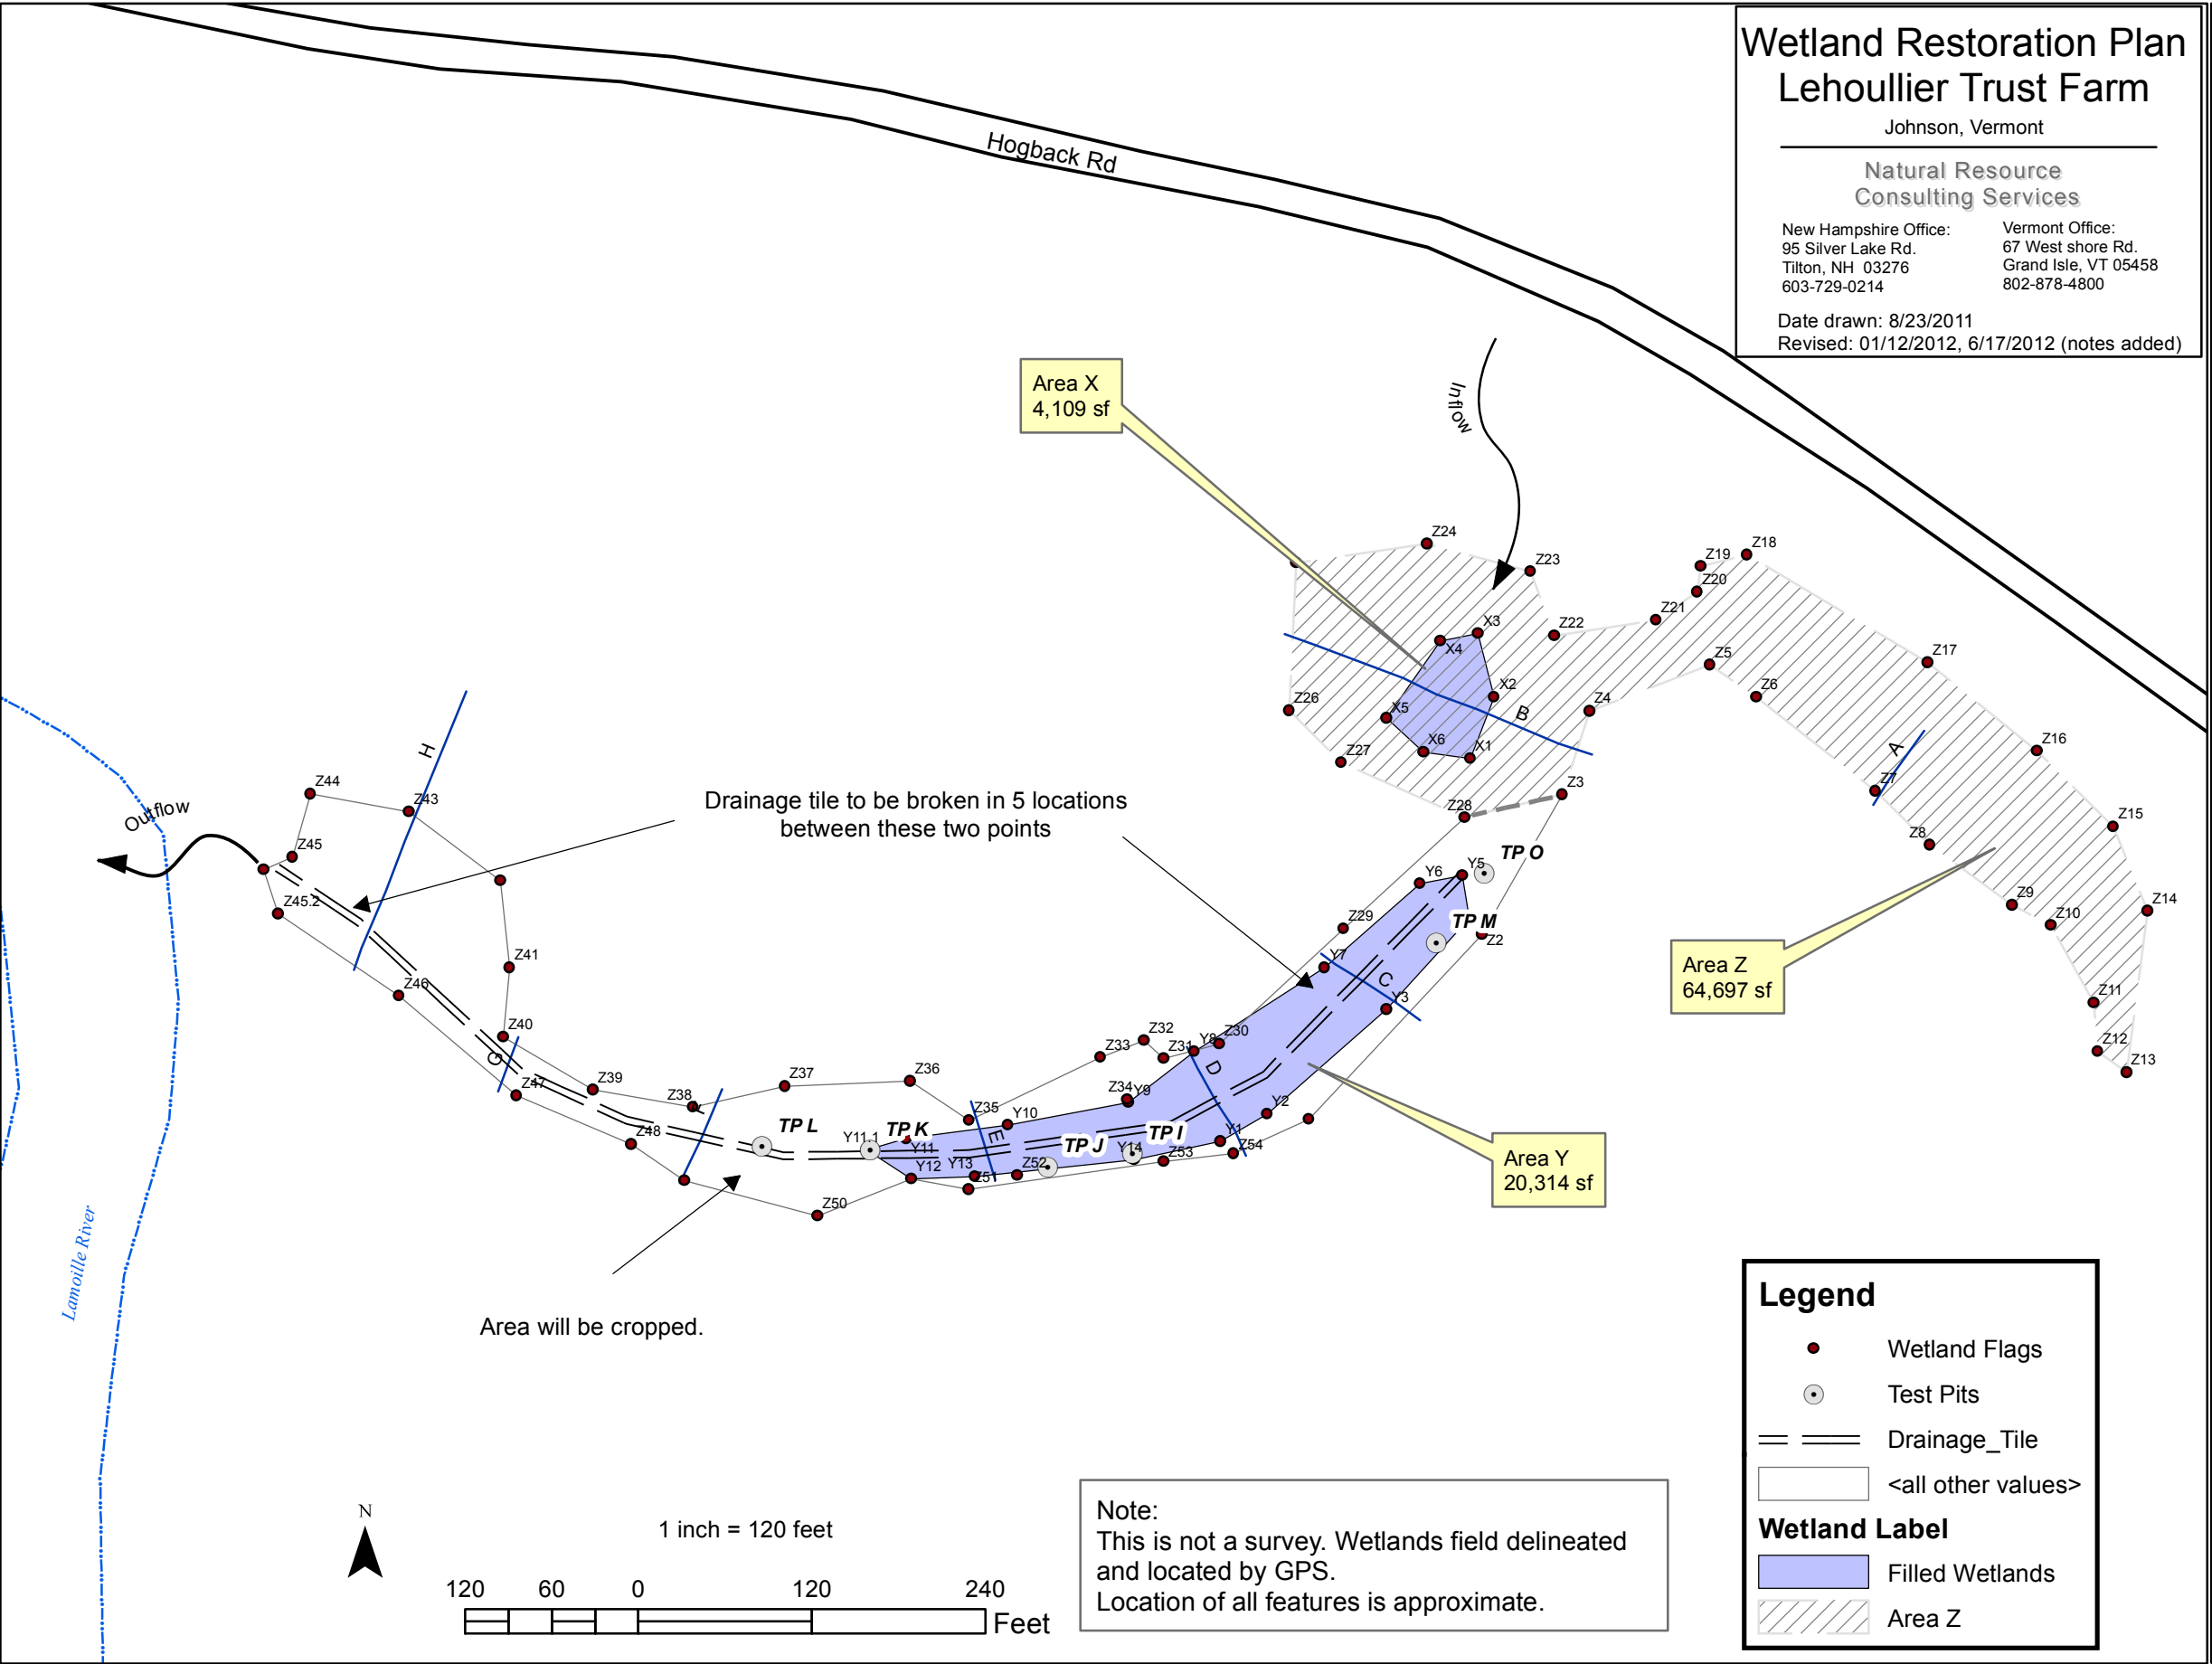 Wetland Restoration Plan
Lehoullier Trust Farm
Johnson, Vermont
Natural Resource
Consulting Services
New Hampshire Office:
95 Silver Lake Rd.
Tilton, NH 03276
603-729-0214
Vermont Office:
67 West shore Rd.
Grand Isle, VT 05458
802-878-4800
Date drawn: 8/23/2011
Revised: 01/12/2012, 6/17/2012 (notes added)
Hogback Rd
Area X
4,109 sf
Inflow
Z24
Z23
Z19
Z18
Z20
Z21
Z22
X3
X4
Z5
Z17
Z6
X2
Z26
X5
B
Z4
X6
X1
Z27
A
Z16
Z7
Z3
Z28
Z15
Z8
H
Z44
Z43
Outflow
Z45
Z45.2
Drainage tile to be broken in 5 locations
between these two points
TP O
Y5
Y6
TP M
Z29
Z2
Z9
Z10
Z14
Area Z
64,697 sf
Z41
Z46
Y7
C
Y3
Z11
Z12
Z13
Z40
G
Z47
Z39
Z38
Z37
Z36
Z33
Z32
Z31
Y8
Z30
D
Z34
Y9
Z35
Y10
E
Y2
Z48
TP L
Y11.1
TP K
Y11
Y12
Y13
Z51
Z52
TP J
Y14
TP I
Z53
Y1
Z54
Z50
Area Y
20,314 sf
Lamoille River
Area will be cropped.
Legend
Wetland Flags
Test Pits
Drainage_Tile
<all other values>
Wetland Label
Filled Wetlands
Area Z
N
1 inch = 120 feet
120 60 0 120 240
Feet
Note:
This is not a survey. Wetlands field delineated
and located by GPS.
Location of all features is approximate.